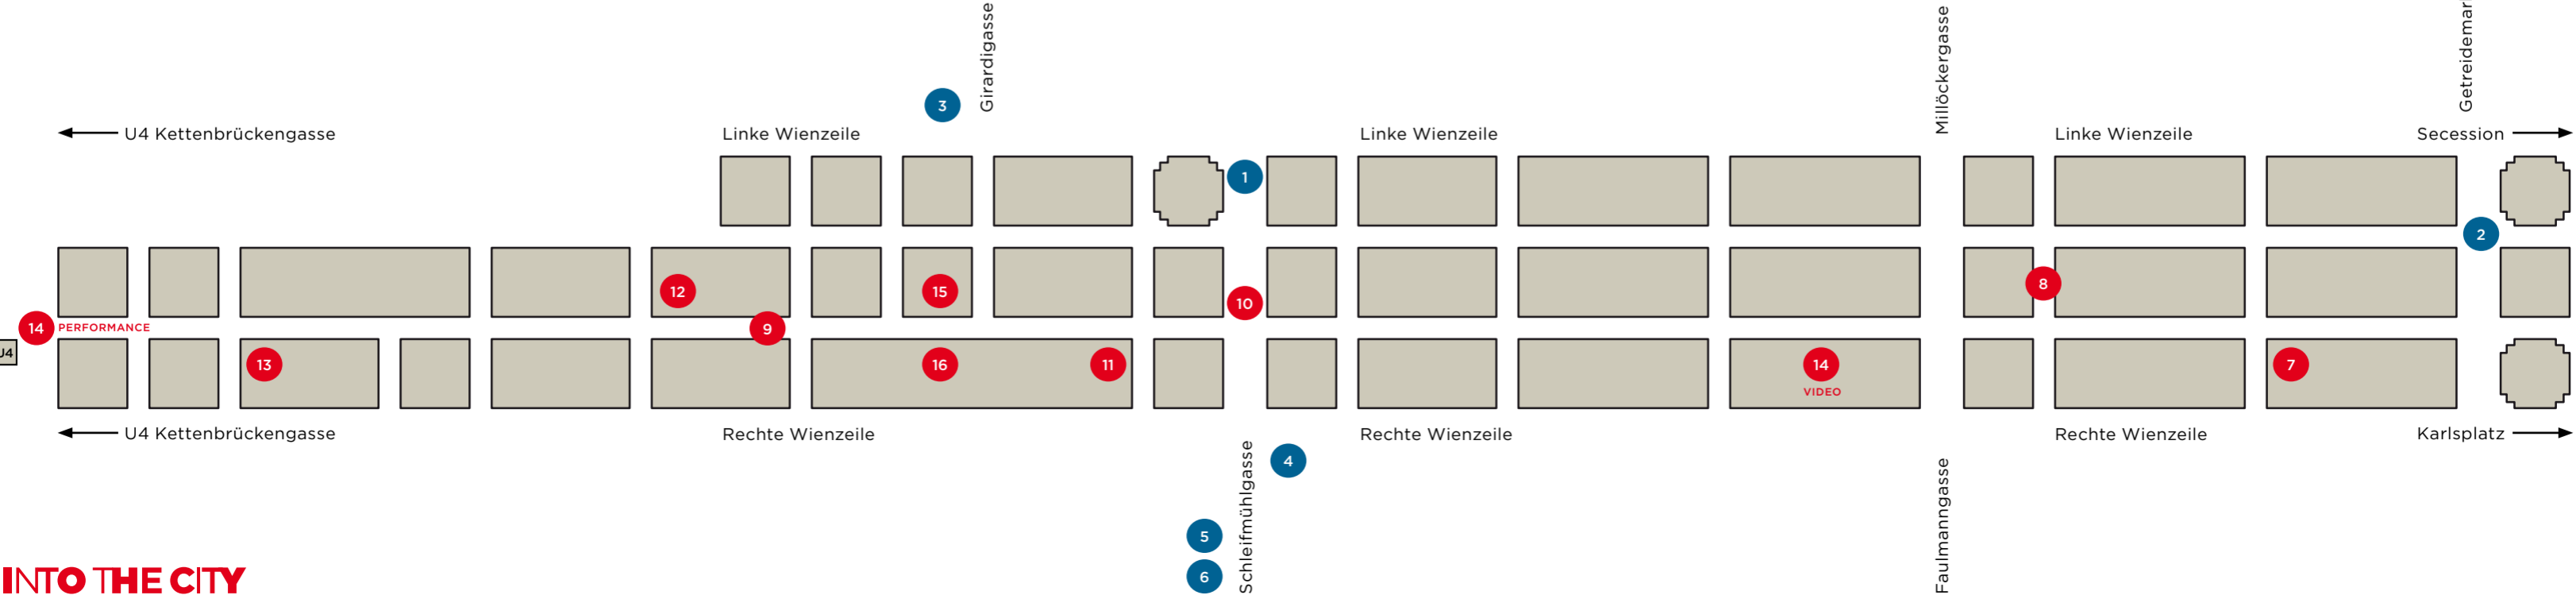 Girardigasse
Millöckergasse
Getreidemar
3
U4 Kettenbrückengasse
Linke Wienzeile
Linke Wienzeile
Linke Wienzeile
Secession
1
2
12
15
10
8
14 PERFORMANCE
9
U4
13
16
11
14
VIDEO
7
U4 Kettenbrückengasse
Rechte Wienzeile
Rechte Wienzeile
Rechte Wienzeile
Karlsplatz
4
Schleifmühlgasse
Faulmanngasse
5
6
INTO THE CITY